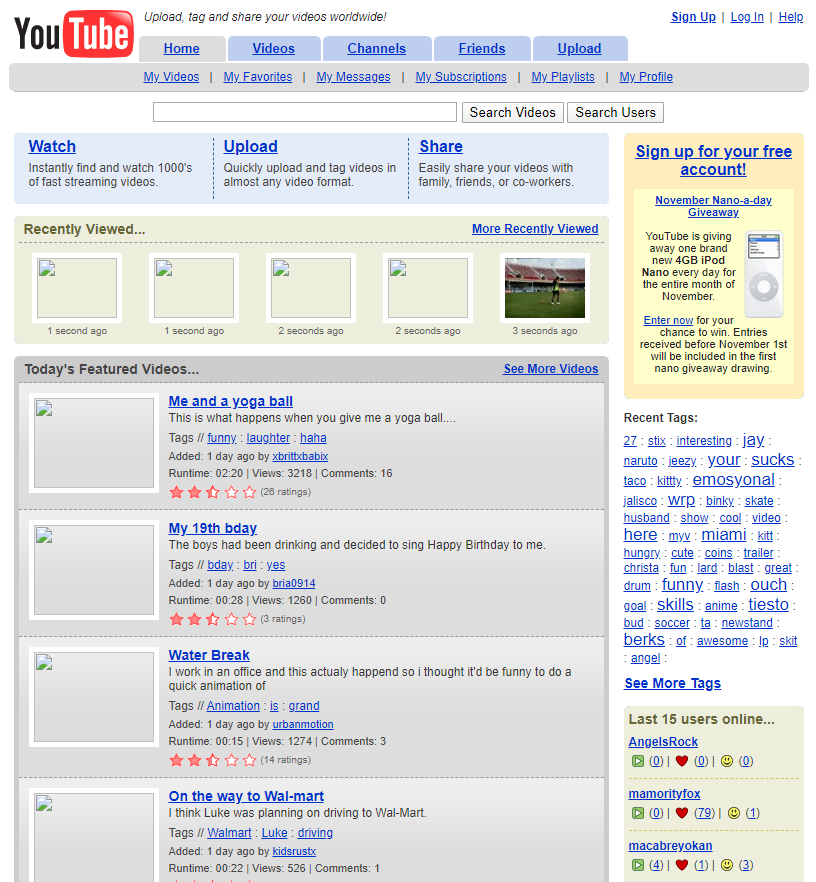 YouTube
Upload, tag and share your videos worldwide!
Sign Up | Log In | Help
Home Videos Channels Friends Upload
My Videos | My Favorites | My Messages | My Subscriptions | My Playlists | My Profile
Search Videos Search Users
Watch
Instantly find and watch 1000's
of fast streaming videos.
Upload
Quickly upload and tag videos in
almost any video format.
Share
Easily share your videos with
family, friends, or co-workers.
Recently Viewed...
More Recently Viewed
1 second ago 1 second ago 2 seconds ago 2 seconds ago 3 seconds ago
Today's Featured Videos...
See More Videos
Me and a yoga ball
This is what happens when you give me a yoga ball....
Tags // funny : laughter : haha
Added: 1 day ago by xbrittxbabix
Runtime: 02:20 | Views: 3218 | Comments: 16
(26 ratings)
My 19th bday
The boys had been drinking and decided to sing Happy Birthday to me.
Tags // bday : bri : yes
Added: 1 day ago by bria0914
Runtime: 00:28 | Views: 1260 | Comments: 0
(3 ratings)
Water Break
I work in an office and this actualy happend so i thought it'd be funny to do a
quick animation of
Tags // Animation : is : grand
Added: 1 day ago by urbanmotion
Runtime: 00:15 | Views: 1274 | Comments: 3
(14 ratings)
On the way to Wal-mart
I think Luke was planning on driving to Wal-Mart.
Tags // Walmart : Luke : driving
Added: 1 day ago by kidsrustx
Runtime: 00:22 | Views: 526 | Comments: 1
Sign up for your free
account!
November Nano-a-day
Giveaway
YouTube is giving
away one brand
new 4GB iPod
Nano every day for
the entire month of
November.
Enter now for your
chance to win. Entries
received before November 1st
will be included in the first
nano giveaway drawing.
Recent Tags:
27 : stix : interesting : jay :
naruto : jeezy : your : sucks :
taco : kittty : emosyonal :
jalisco : wrp : binky : skate :
husband : show : cool : video :
here : myv : miami : kitt :
hungry : cute : coins : trailer :
christa : fun : lard : blast : great :
drum : funny : flash : ouch :
goal : skills : anime : tiesto :
bud : soccer : ta : newstand :
berks : of : awesome : lp : skit
: angel :
See More Tags
Last 15 users online...
AngelsRock
(0) | (0) | (0)
mamorityfox
(0) | (79) | (1)
macabreyokan
(4) | (1) | (3)